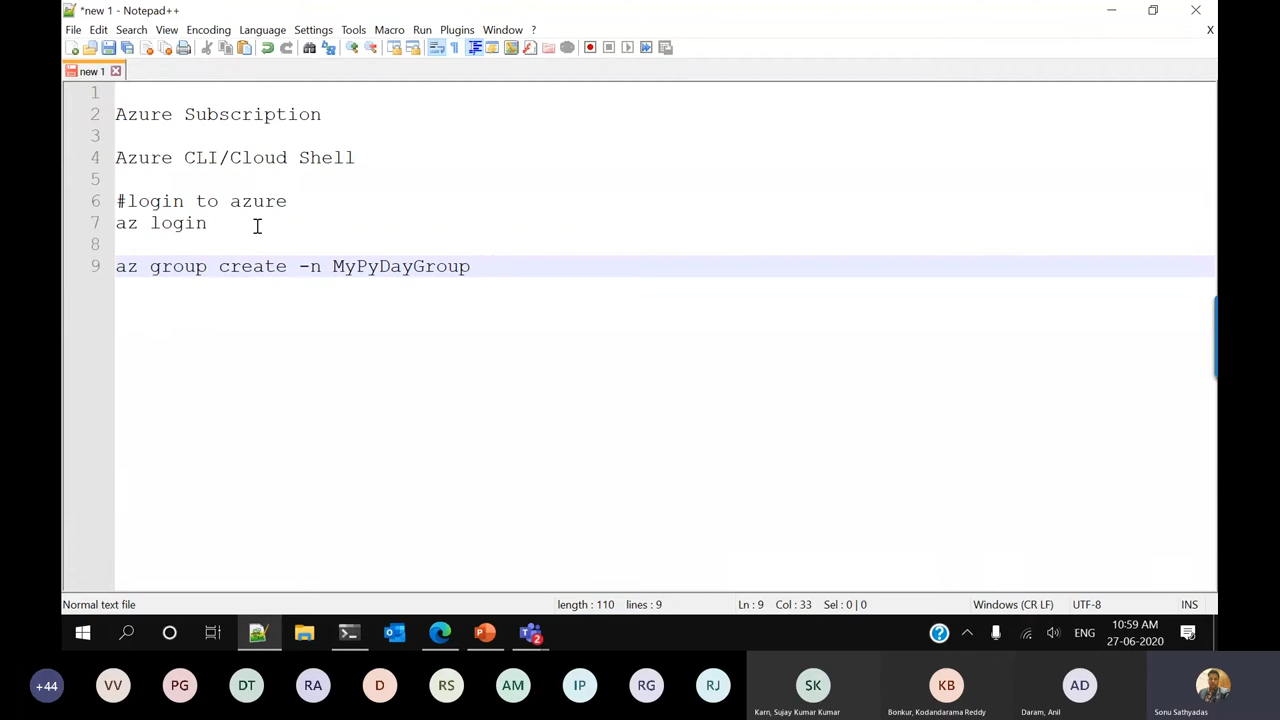 *new 1 - Notepad++
File Edit Search View Encoding Language Settings Tools Macro Run Plugins Window ? X
new 1
1
2 Azure Subscription
3
4 Azure CLI/Cloud Shell
5
6 #login to azure
7 az login
8
9 az group create -n MyPyDayGroup
Normal text file length : 110 lines : 9 Ln : 9 Col : 33 Sel : 0 | 0 Windows (CR LF) UTF-8 INS
2 ENG 10:59 AM
27-06-2020
+44 VV PG DT RA D RS AM IP RG RJ SK KB AD
Karn, Sujay Kumar Kumar Bonkur, Kodandarama Reddy Daram, Anil Sonu Sathyadas